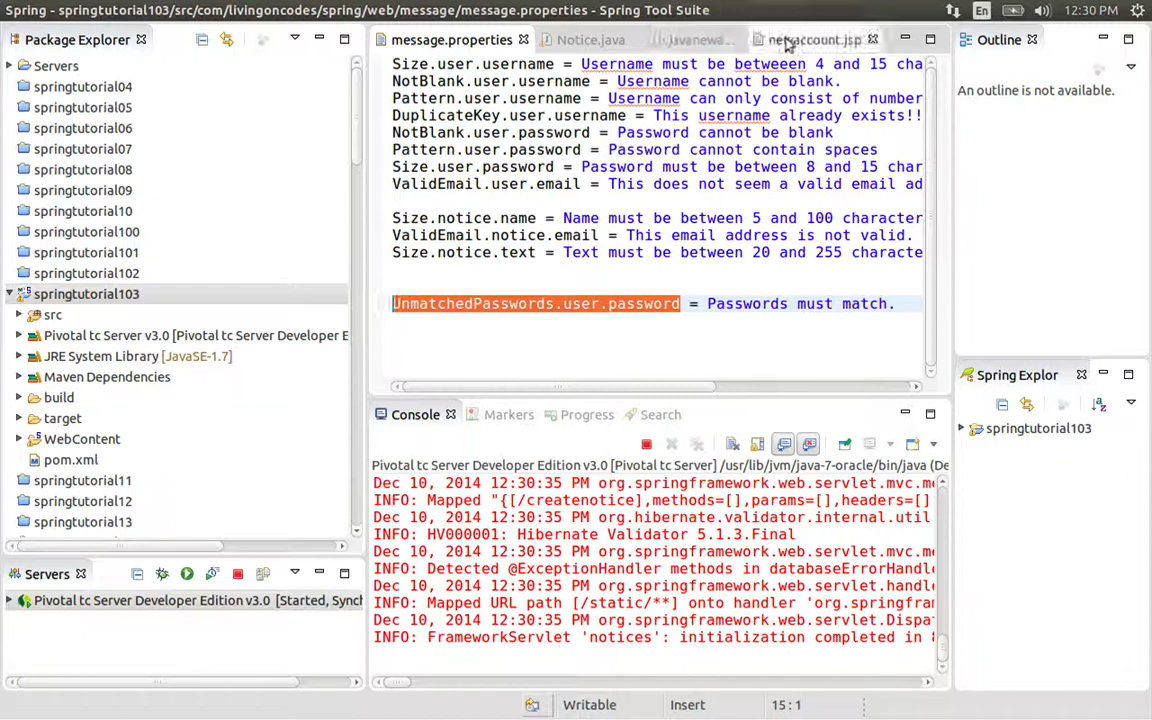 Spring - springtutorial103/src/com/livingoncodes/spring/web/message/message.properties - Spring Tool Suite
En
12:30 PM
Package Explorer
Servers
springtutorial04
springtutorial05
springtutorial06
springtutorial07
springtutorial08
springtutorial09
springtutorial10
springtutorial100
springtutorial101
springtutorial102
springtutorial103
src
Pivotal tc Server v3.0 [Pivotal tc Server Developer E
JRE System Library [JavaSE-1.7]
Maven Dependencies
build
target
WebContent
pom.xml
springtutorial11
springtutorial12
springtutorial13
Servers
Pivotal tc Server Developer Edition v3.0 [Started, Synch
message.properties
Notice.java
newaccount.jsp
Size.user.username = Username must be betweeen 4 and 15 cha
NotBlank.user.username = Username cannot be blank.
Pattern.user.username = Username can only consist of number
DuplicateKey.user.username = This username already exists!!
NotBlank.user.password = Password cannot be blank
Pattern.user.password = Password cannot contain spaces
Size.user.password = Password must be between 8 and 15 char
ValidEmail.user.email = This does not seem a valid email ad
Size.notice.name = Name must be between 5 and 100 character
ValidEmail.notice.email = This email address is not valid.
Size.notice.text = Text must be between 20 and 255 characte
UnmatchedPasswords.user.password = Passwords must match.
Console
Markers
Progress
Search
Pivotal tc Server Developer Edition v3.0 [Pivotal tc Server] /usr/lib/jvm/java-7-oracle/bin/java (De
Dec 10, 2014 12:30:35 PM org.springframework.web.servlet.mvc.me
INFO: Mapped "{[/createnotice],methods=[],params=[],headers=[]
Dec 10, 2014 12:30:35 PM org.hibernate.validator.internal.util
INFO: HV000001: Hibernate Validator 5.1.3.Final
Dec 10, 2014 12:30:35 PM org.springframework.web.servlet.mvc.me
INFO: Detected @ExceptionHandler methods in databaseErrorHandle
Dec 10, 2014 12:30:35 PM org.springframework.web.servlet.handle
INFO: Mapped URL path [/static/**] onto handler 'org.springfram
Dec 10, 2014 12:30:35 PM org.springframework.web.servlet.Dispa
INFO: FrameworkServlet 'notices': initialization completed in 8
Outline
An outline is not available.
Spring Explor
springtutorial103
Writable
Insert
15 : 1